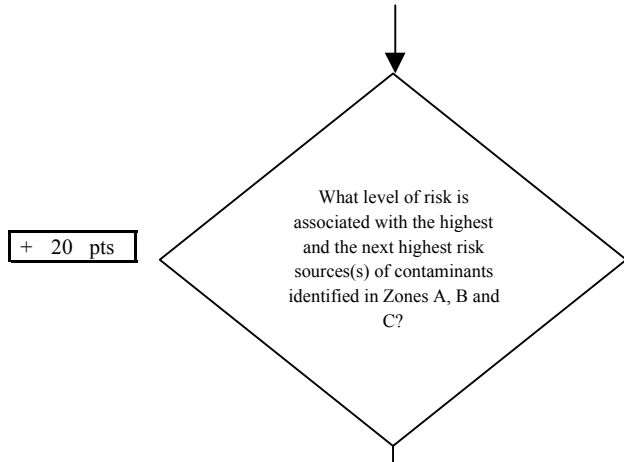 What level of risk is
associated with the highest
and the next highest risk
sources(s) of contaminants
identified in Zones A, B and
C?
+ 20 pts